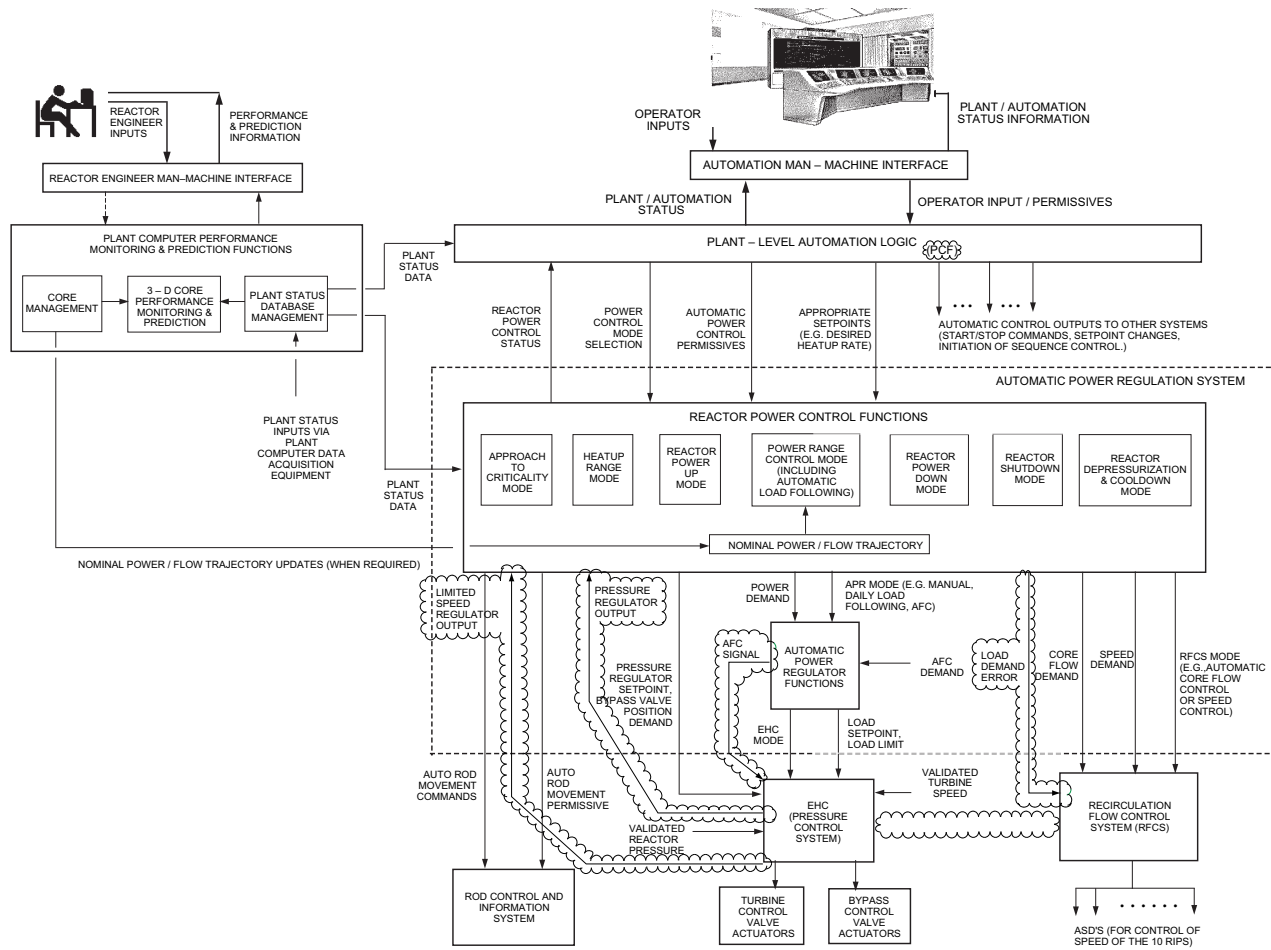 REACTOR
ENGINEER
INPUTS
PERFORMANCE
& PREDICTION
INFORMATION
REACTOR ENGINEER MAN–MACHINE INTERFACE
PLANT COMPUTER PERFORMANCE
MONITORING & PREDICTION FUNCTIONS
CORE
MANAGEMENT
3 – D CORE
PERFORMANCE
MONITORING &
PREDICTION
PLANT STATUS
DATABASE
MANAGEMENT
PLANT STATUS
INPUTS VIA
PLANT
COMPUTER DATA
ACQUISITION
EQUIPMENT
PLANT
STATUS
DATA
PLANT
STATUS
DATA
NOMINAL POWER / FLOW TRAJECTORY UPDATES (WHEN REQUIRED)
OPERATOR
INPUTS
PLANT / AUTOMATION
STATUS INFORMATION
AUTOMATION MAN – MACHINE INTERFACE
PLANT / AUTOMATION
STATUS
OPERATOR INPUT / PERMISSIVES
PLANT – LEVEL AUTOMATION LOGIC
(PCF)
REACTOR
POWER
CONTROL
STATUS
POWER
CONTROL
MODE
SELECTION
AUTOMATIC
POWER
CONTROL
PERMISSIVES
APPROPRIATE
SETPOINTS
(E.G. DESIRED
HEATUP RATE)
AUTOMATIC CONTROL OUTPUTS TO OTHER SYSTEMS
(START/STOP COMMANDS, SETPOINT CHANGES,
INITIATION OF SEQUENCE CONTROL.)
AUTOMATIC POWER REGULATION SYSTEM
REACTOR POWER CONTROL FUNCTIONS
APPROACH
TO
CRITICALITY
MODE
HEATUP
RANGE
MODE
REACTOR
POWER
UP
MODE
POWER RANGE
CONTROL MODE
(INCLUDING
AUTOMATIC
LOAD FOLLOWING)
REACTOR
POWER
DOWN
MODE
REACTOR
SHUTDOWN
MODE
REACTOR
DEPRESSURIZATION
& COOLDOWN
MODE
NOMINAL POWER / FLOW TRAJECTORY
LIMITED
SPEED
REGULATOR
OUTPUT
PRESSURE
REGULATOR
OUTPUT
PRESSURE
REGULATOR
SETPOINT,
BYPASS VALVE
POSITION
DEMAND
POWER
DEMAND
APR MODE (E.G. MANUAL,
DAILY LOAD
FOLLOWING, AFC)
AFC
SIGNAL
AUTOMATIC
POWER
REGULATOR
FUNCTIONS
AFC
DEMAND
LOAD
DEMAND
ERROR
CORE
FLOW
DEMAND
SPEED
DEMAND
RFCS MODE
(E.G.,AUTOMATIC
CORE FLOW
CONTROL
OR SPEED
CONTROL)
EHC
MODE
LOAD
SETPOINT,
LOAD LIMIT
AUTO ROD
MOVEMENT
COMMANDS
AUTO
ROD
MOVEMENT
PERMISSIVE
VALIDATED
REACTOR
PRESSURE
EHC
(PRESSURE
CONTROL
SYSTEM)
VALIDATED
TURBINE
SPEED
RECIRCULATION
FLOW CONTROL
SYSTEM (RFCS)
ROD CONTROL AND
INFORMATION
SYSTEM
TURBINE
CONTROL
VALVE
ACTUATORS
BYPASS
CONTROL
VALVE
ACTUATORS
ASD'S (FOR CONTROL OF
SPEED OF THE 10 RIPS)